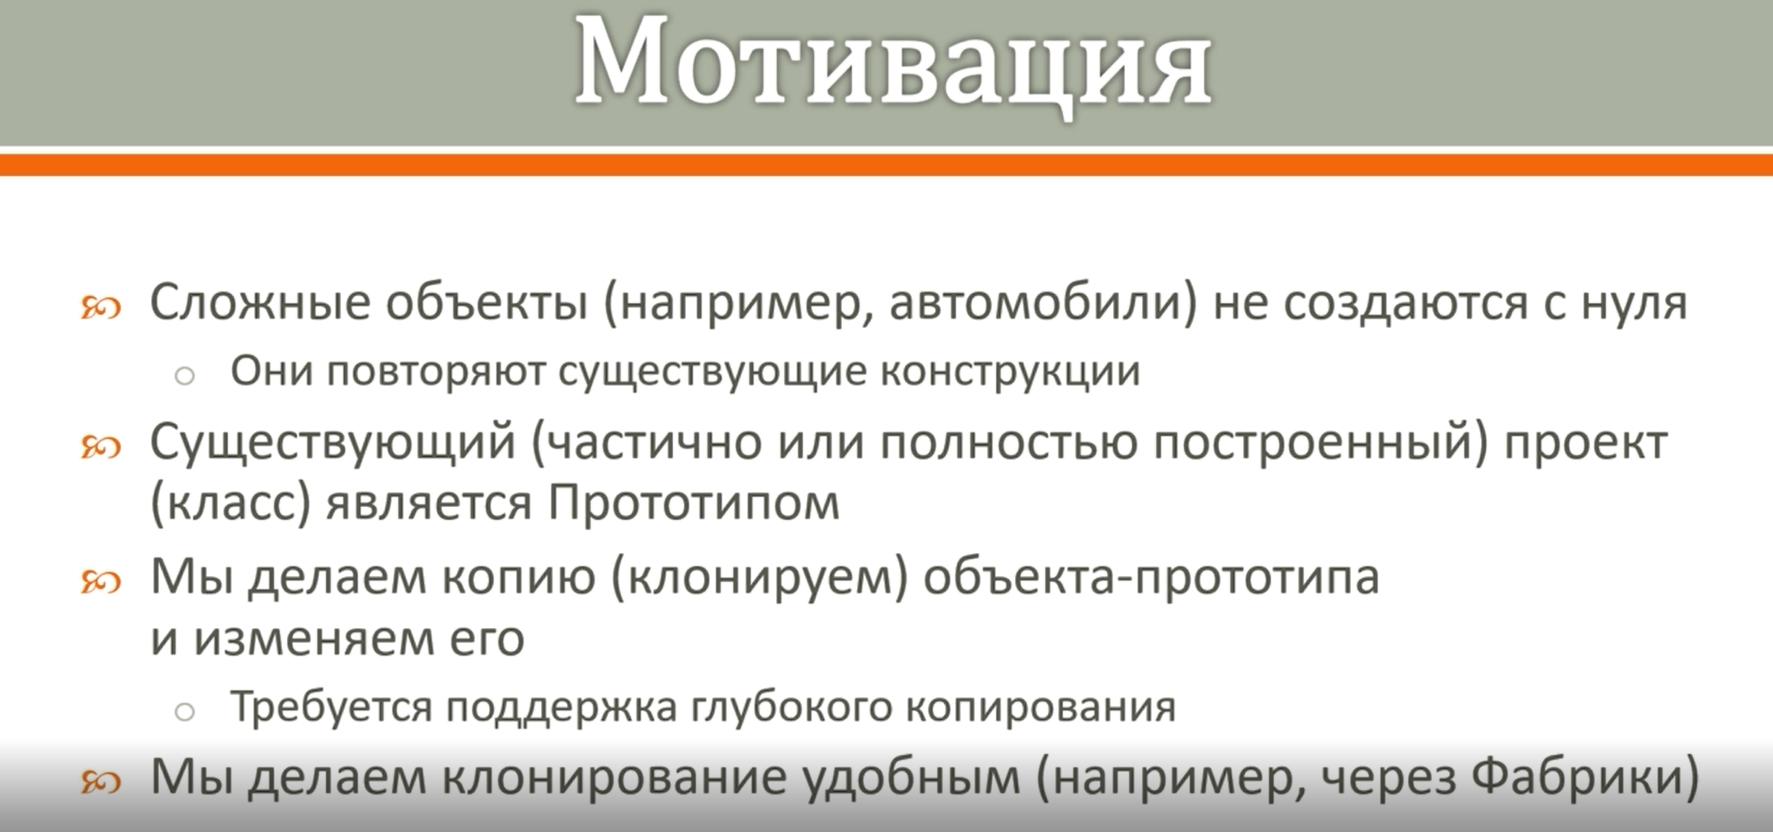 Мотивация
Сложные объекты (например, автомобили) не создаются с нуля
Они повторяют существующие конструкции
Существующий (частично или полностью построенный) проект
(класс) является Прототипом
Мы делаем копию (клонируем) объекта-прототипа
и изменяем его
Требуется поддержка глубокого копирования
Мы делаем клонирование удобным (например, через Фабрики)